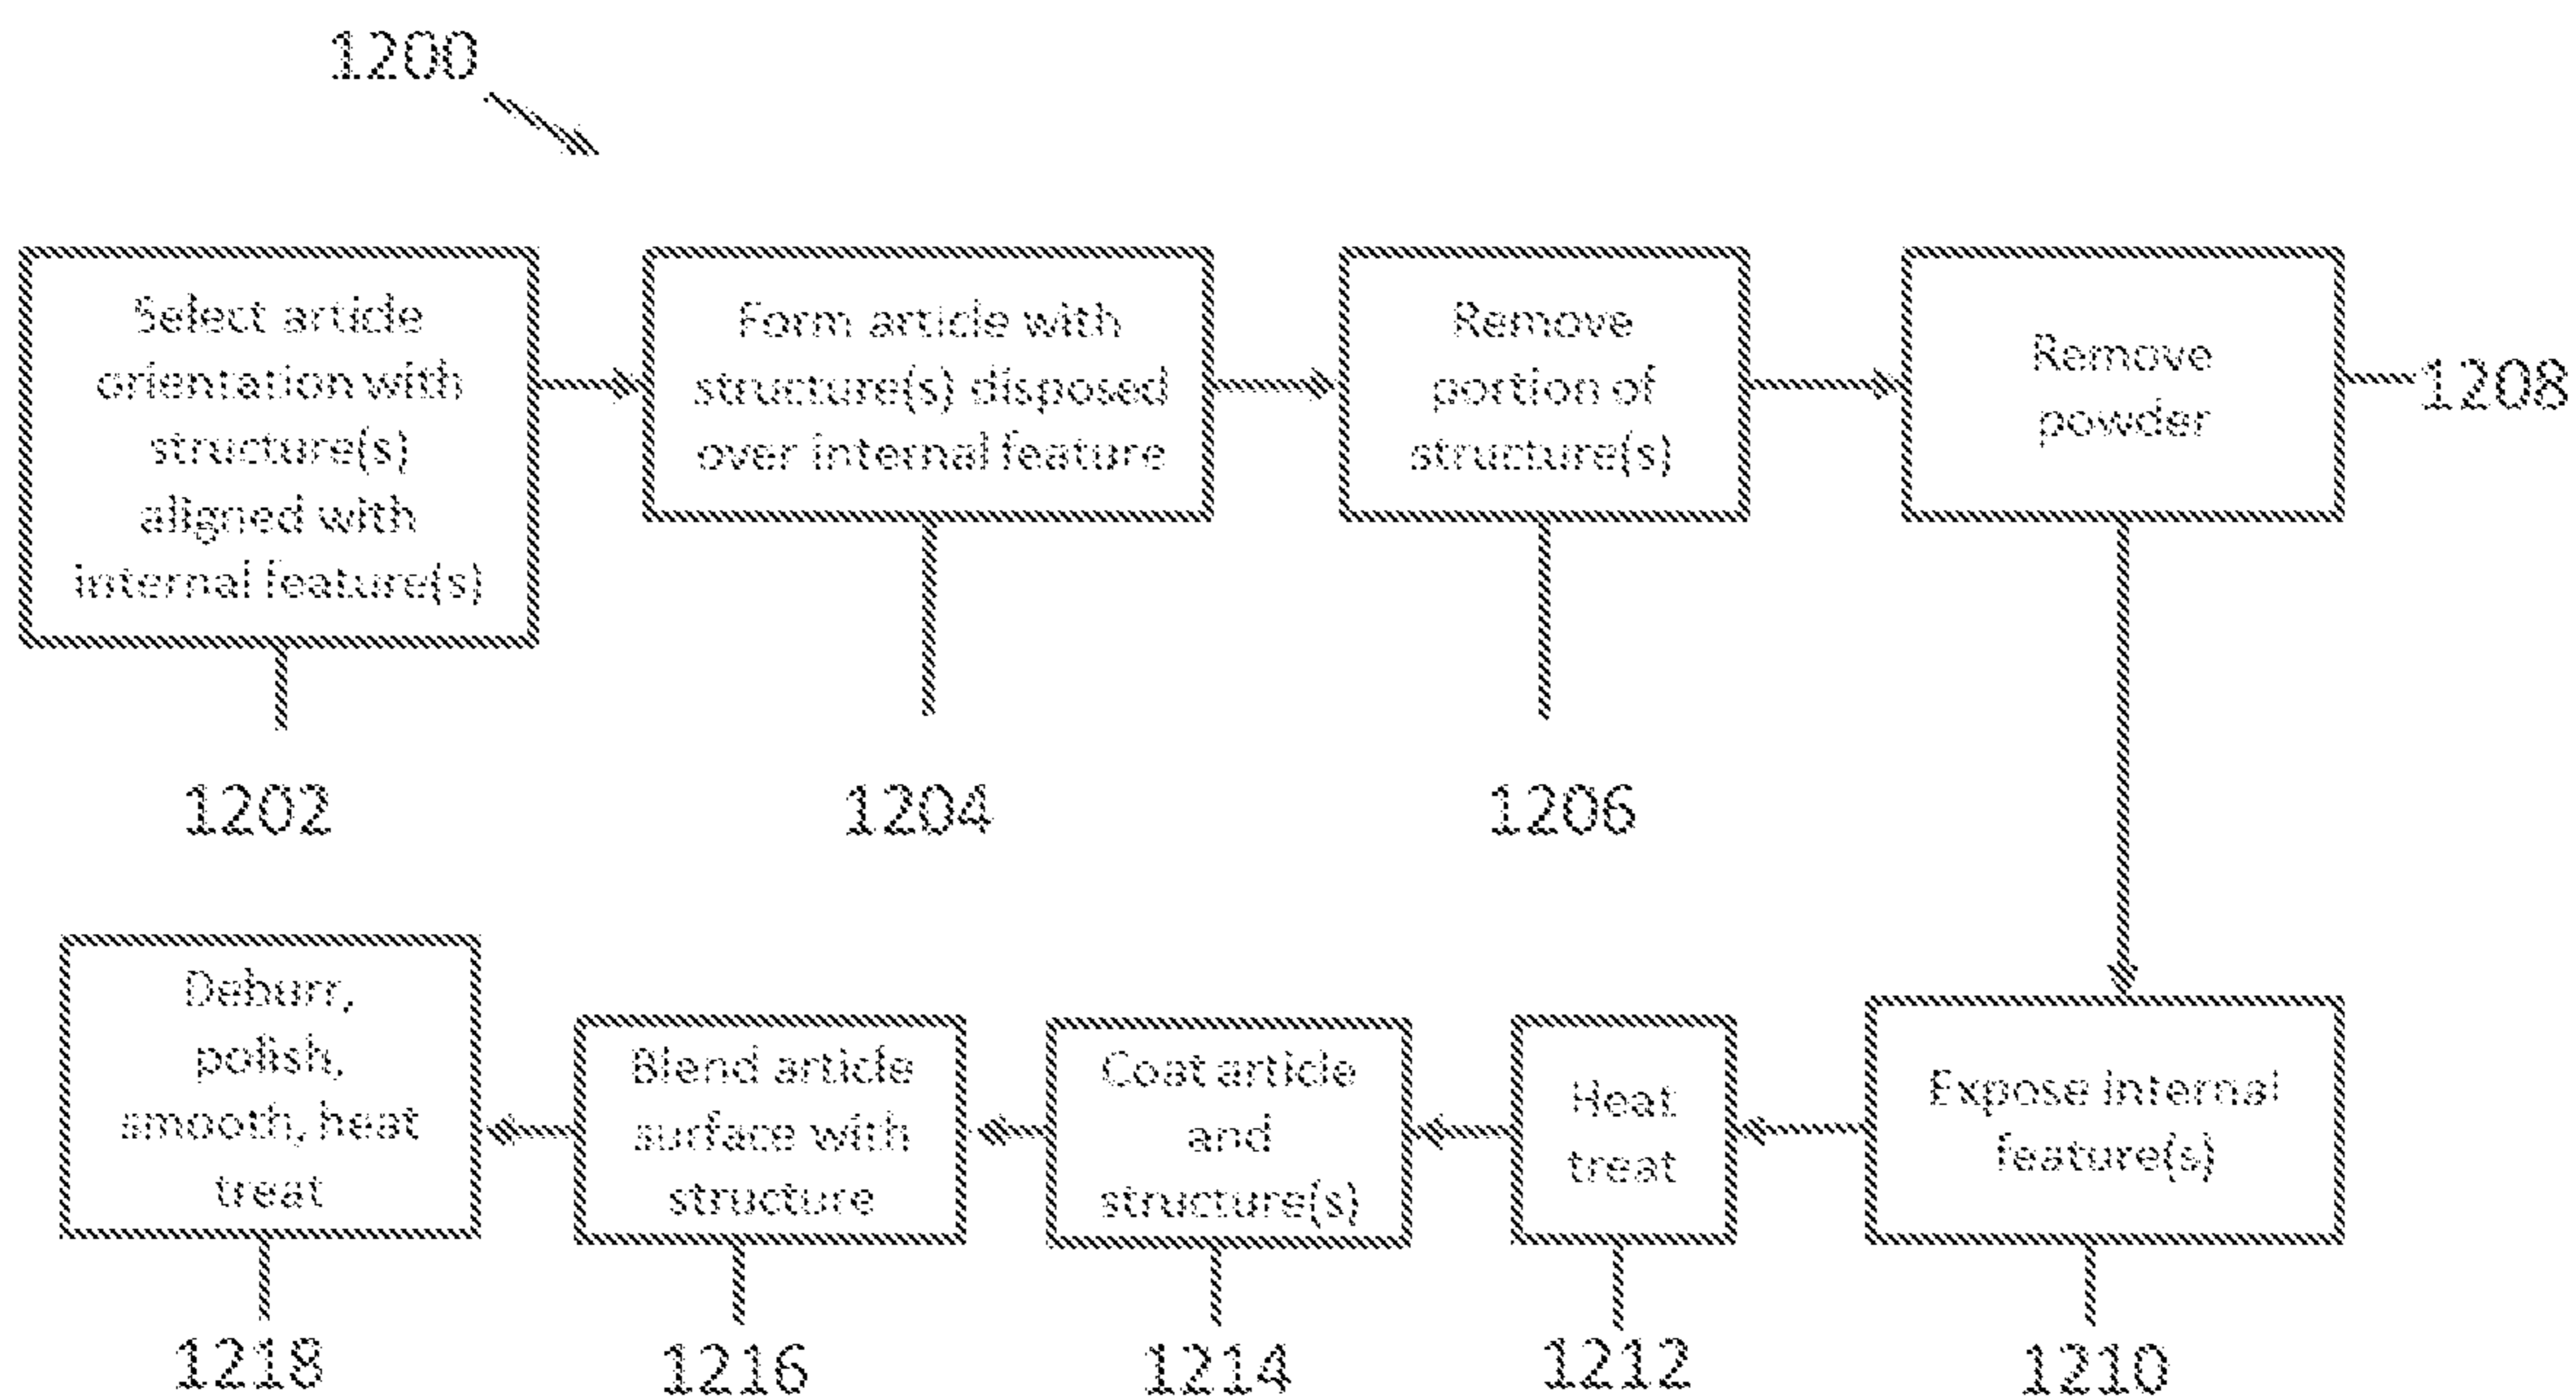 1200
Select article
orientation with
structure(s)
aligned with
internal feature(s)
Form article with
structure(s) disposed
over internal feature
Remove
portion of
structure(s)
Remove
powder
1208
1202
1204
1206
Deburr,
polish,
smooth, heat
treat
Blend article
surface with
structure
Coat article
and
structure(s)
Heat
treat
Expose internal
feature(s)
1218
1216
1214
1212
1210